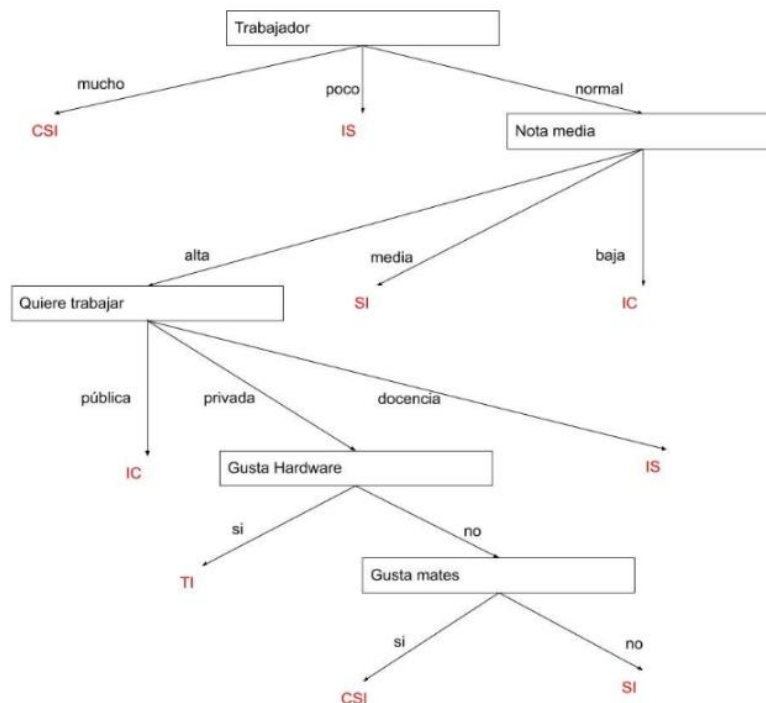 Trabajador
mucho
poco
normal
CSI
IS
Nota media
alta
media
baja
Quiere trabajar
SI
IC
pública
privada
docencia
IC
Gusta Hardware
IS
si
no
TI
Gusta mates
si
no
CSI
SI